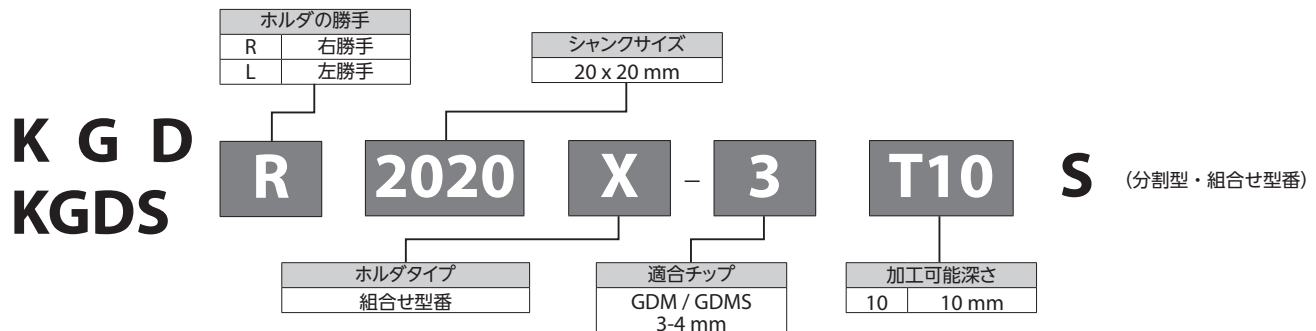 ホルダの勝手
R 右勝手
L 左勝手
シャンクサイズ
20 x 20 mm
K G D
KGDS
R 2020 X – 3 T10 S (分割型・組合せ型番)
ホルダタイプ
組合せ型番
適合チップ
GDM / GDMS
3-4 mm
加工可能深さ
10 10 mm